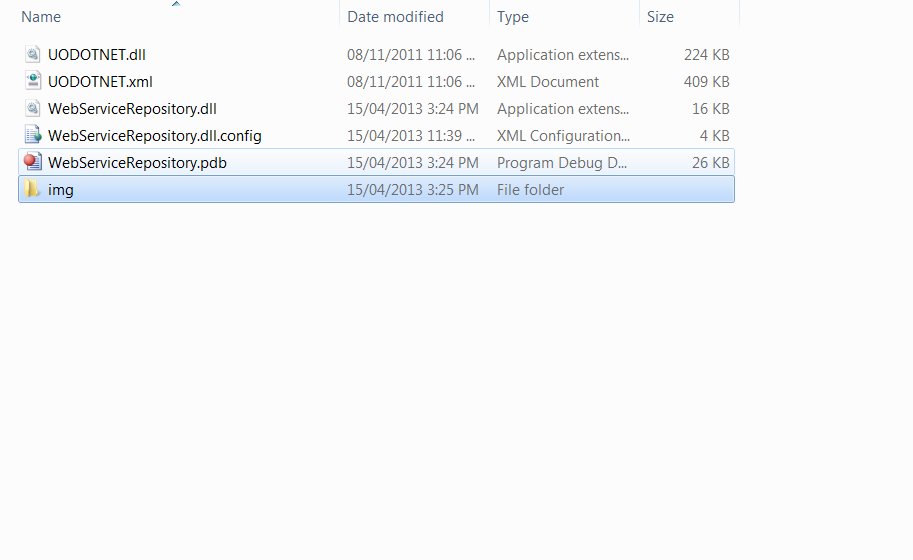 Name Date modified Type Size
UODOTNET.dll 08/11/2011 11:06 ... Application extens... 224 KB
UODOTNET.xml 08/11/2011 11:06 ... XML Document 409 KB
WebServiceRepository.dll 15/04/2013 3:24 PM Application extens... 16 KB
WebServiceRepository.dll.config 15/04/2013 11:39 ... XML Configuration... 4 KB
WebServiceRepository.pdb 15/04/2013 3:24 PM Program Debug D... 26 KB
img 15/04/2013 3:25 PM File folder